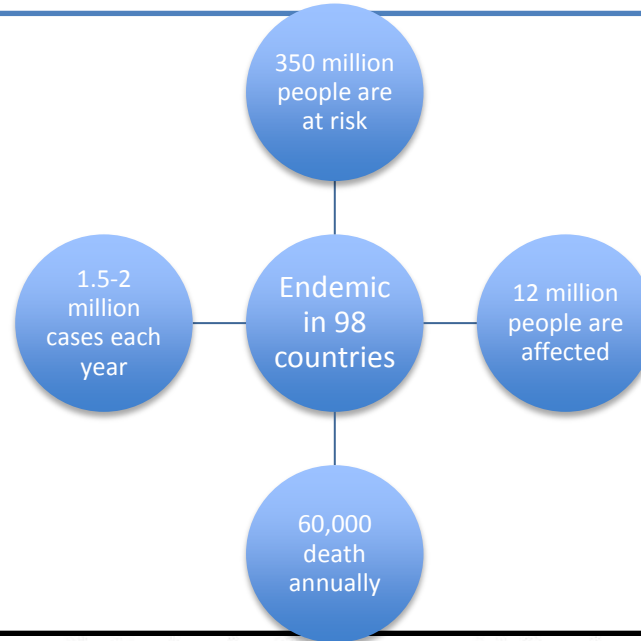 350 million
people are
at risk
1.5-2
million
cases each
year
Endemic
in 98
countries
12 million
people are
affected
60,000
death
annually